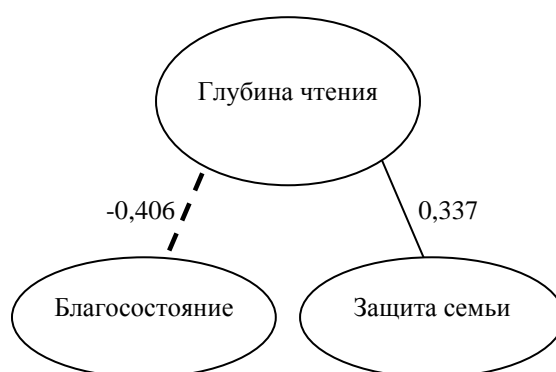 Глубина чтения
-0,406
0,337
Благосостояние
Защита семьи